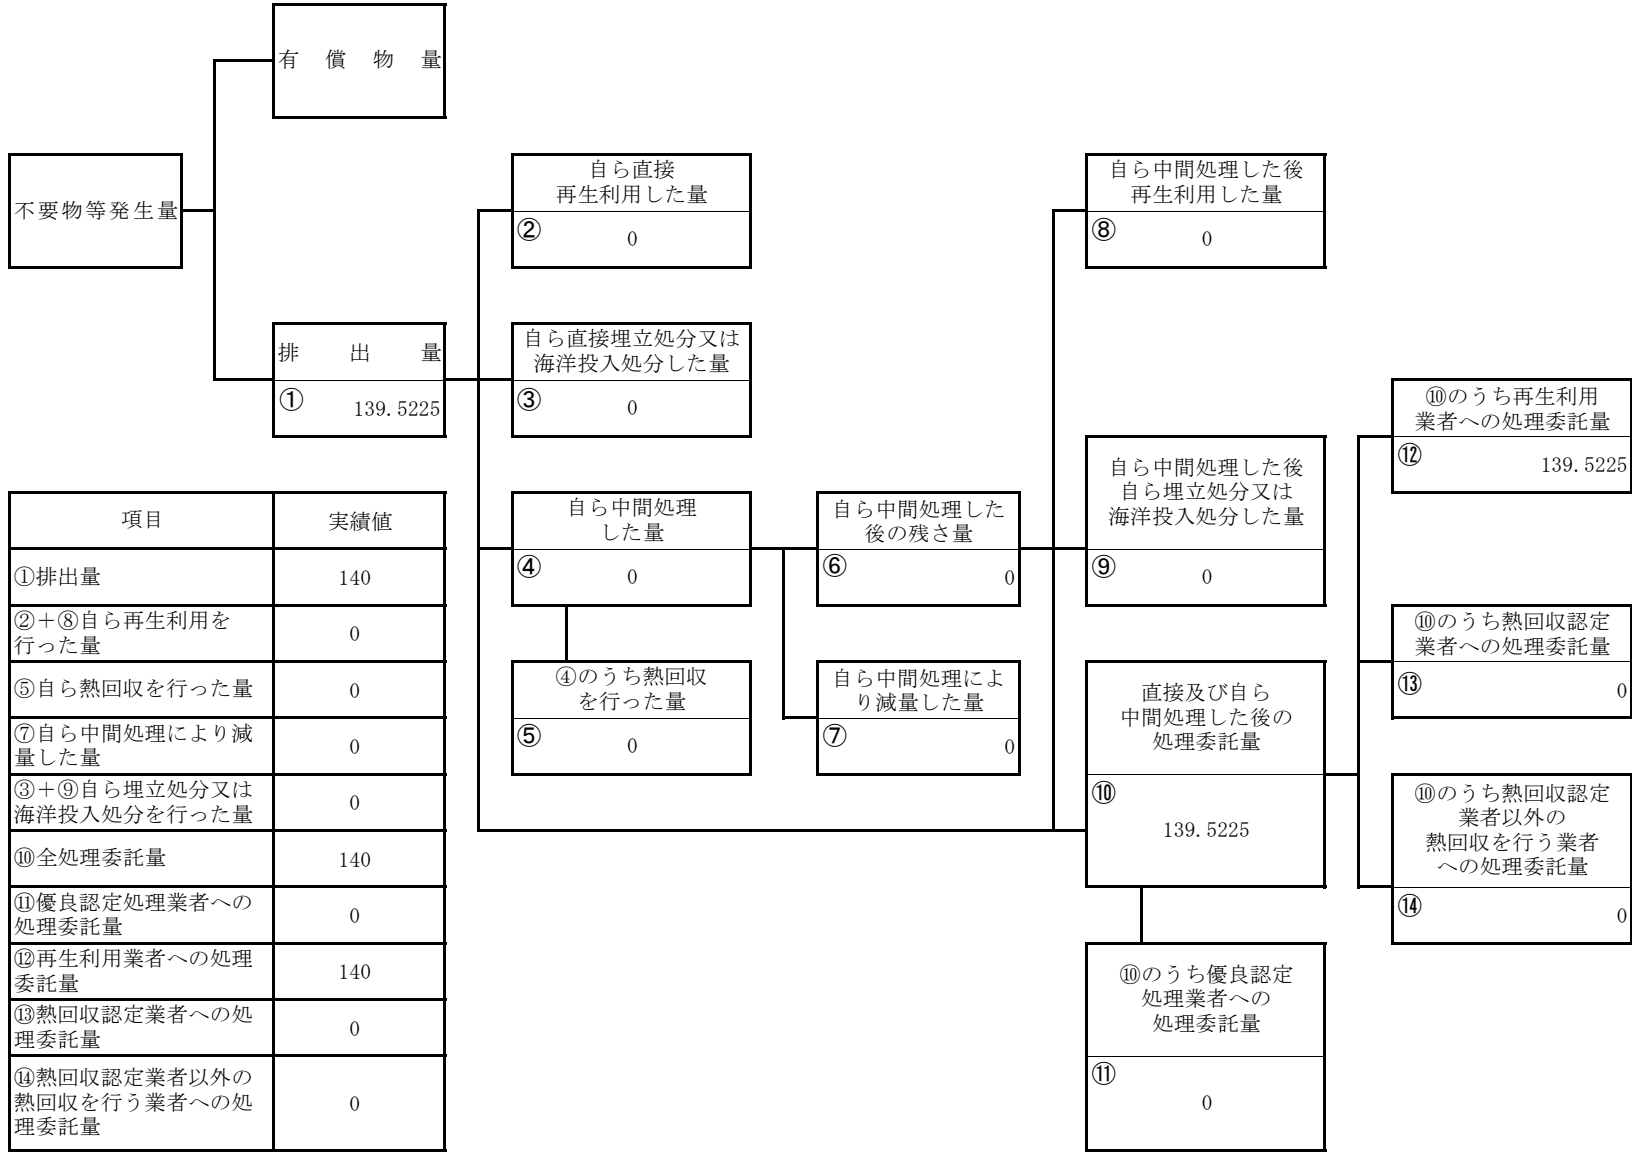 有償物量
不要物等発生量
排出量
① 139.5225
自ら直接
再生利用した量
② 0
自ら直接埋立処分又は
海洋投入処分した量
③ 0
自ら中間処理
した量
④ 0
④のうち熱回収
を行った量
⑤ 0
自ら中間処理した
後の残さ量
⑥ 0
自ら中間処理によ
り減量した量
⑦ 0
自ら中間処理した後
再生利用した量
⑧ 0
自ら中間処理した後
自ら埋立処分又は
海洋投入処分した量
⑨ 0
直接及び自ら
中間処理した後の
処理委託量
⑩
139.5225
⑩のうち優良認定
処理業者への
処理委託量
⑪
0
⑩のうち再生利用
業者への処理委託量
⑫ 139.5225
⑩のうち熱回収認定
業者への処理委託量
⑬ 0
⑩のうち熱回収認定
業者以外の
熱回収を行う業者
への処理委託量
⑭ 0
項目 実績値
①排出量 140
②+⑧自ら再生利用を
行った量 0
⑤自ら熱回収を行った量 0
⑦自ら中間処理により減
量した量 0
③+⑨自ら埋立処分又は
海洋投入処分を行った量 0
⑩全処理委託量 140
⑪優良認定処理業者への
処理委託量 0
⑫再生利用業者への処理
委託量 140
⑬熱回収認定業者への処
理委託量 0
⑭熱回収認定業者以外の
熱回収を行う業者への処
理委託量 0